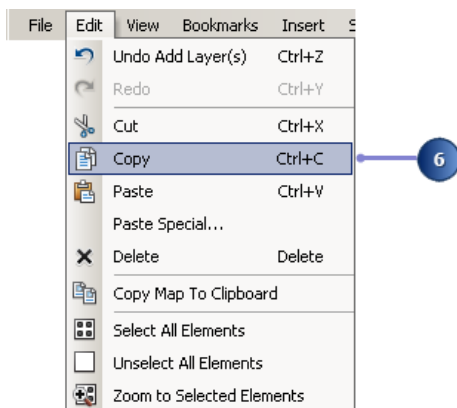 File Edit View Bookmarks Insert
Undo Add Layer(s) Ctrl+Z
Redo Ctrl+Y
Cut Ctrl+X
Copy Ctrl+C
6
Paste Ctrl+V
Paste Special...
Delete Delete
Copy Map To Clipboard
Select All Elements
Unselect All Elements
Zoom to Selected Elements